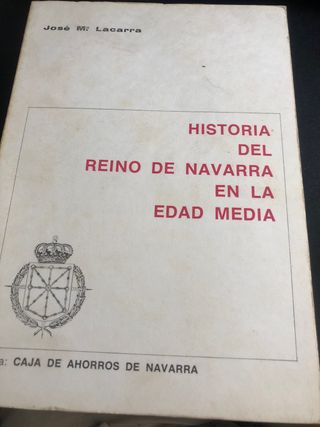 José Mª Lacarra
HISTORIA
DEL
REINO DE NAVARRA
EN LA
EDAD MEDIA
a: CAJA DE AHORROS DE NAVARRA